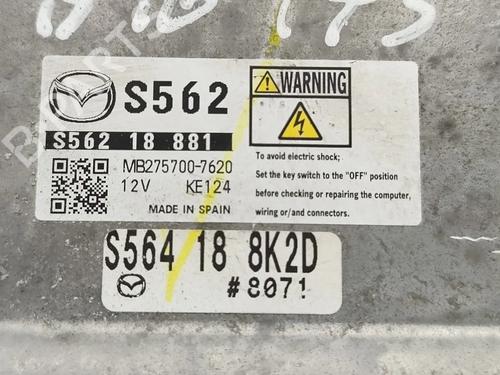 S562
S562 18 881
MB275700-7620
12V KE124
MADE IN SPAIN
WARNING
To avoid electric shock;
Set the key switch to the "OFF" position
before checking or repairing the computer,
wiring or/and connectors.
S564 18 8K2D
#8071